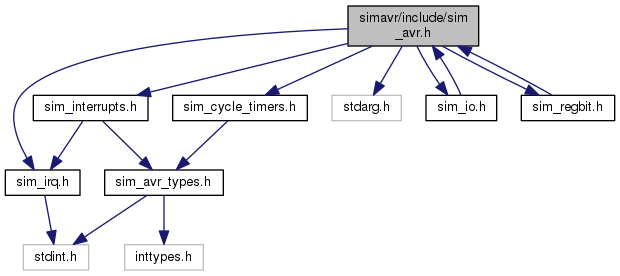 simavr/include/sim
_avr.h
sim_interrupts.h
sim_cycle_timers.h
stdarg.h
sim_io.h
sim_regbit.h
sim_irq.h
sim_avr_types.h
stdint.h
inttypes.h